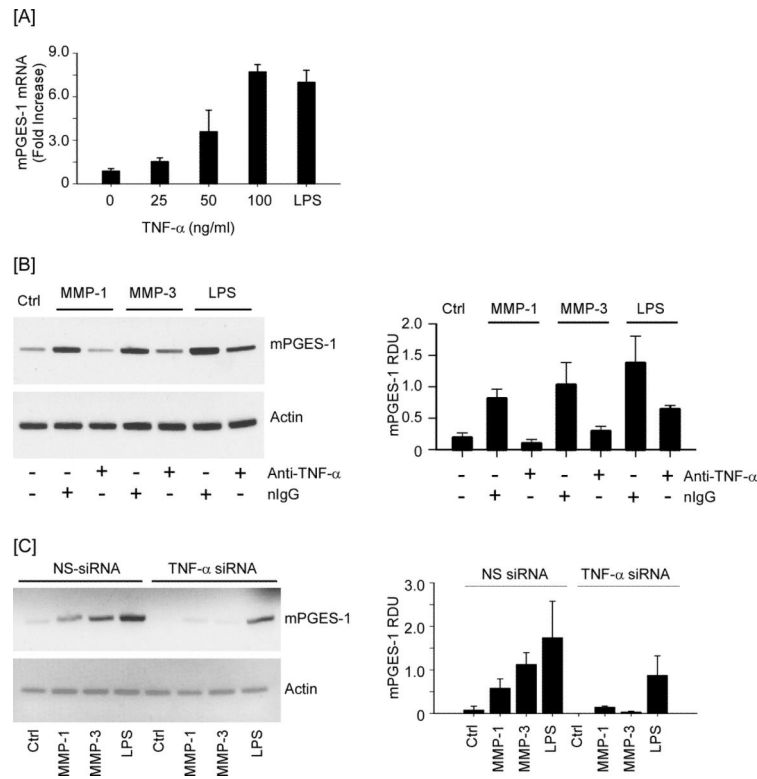 [A]
mPGES-1 mRNA
(Fold Increase)
9.0
6.0
3.0
0
0 25 50 100 LPS
TNF-α (ng/ml)
[B]
Ctrl MMP-1 MMP-3 LPS
mPGES-1
Actin
- - + - + - + Anti-TNF-α
- + - + - + - nIgG
Ctrl MMP-1 MMP-3 LPS
mPGES-1 RDU
2.0
1.5
1.0
0.5
0
- - + - + - + Anti-TNF-α
- + - + - + - nIgG
[C]
NS-siRNA TNF-α siRNA
mPGES-1
Actin
Ctrl MMP-1 MMP-3 LPS Ctrl MMP-1 MMP-3 LPS
NS siRNA TNF-α siRNA
mPGES-1 RDU
3.0
2.0
1.0
0.0
Ctrl MMP-1 MMP-3 LPS Ctrl MMP-1 MMP-3 LPS